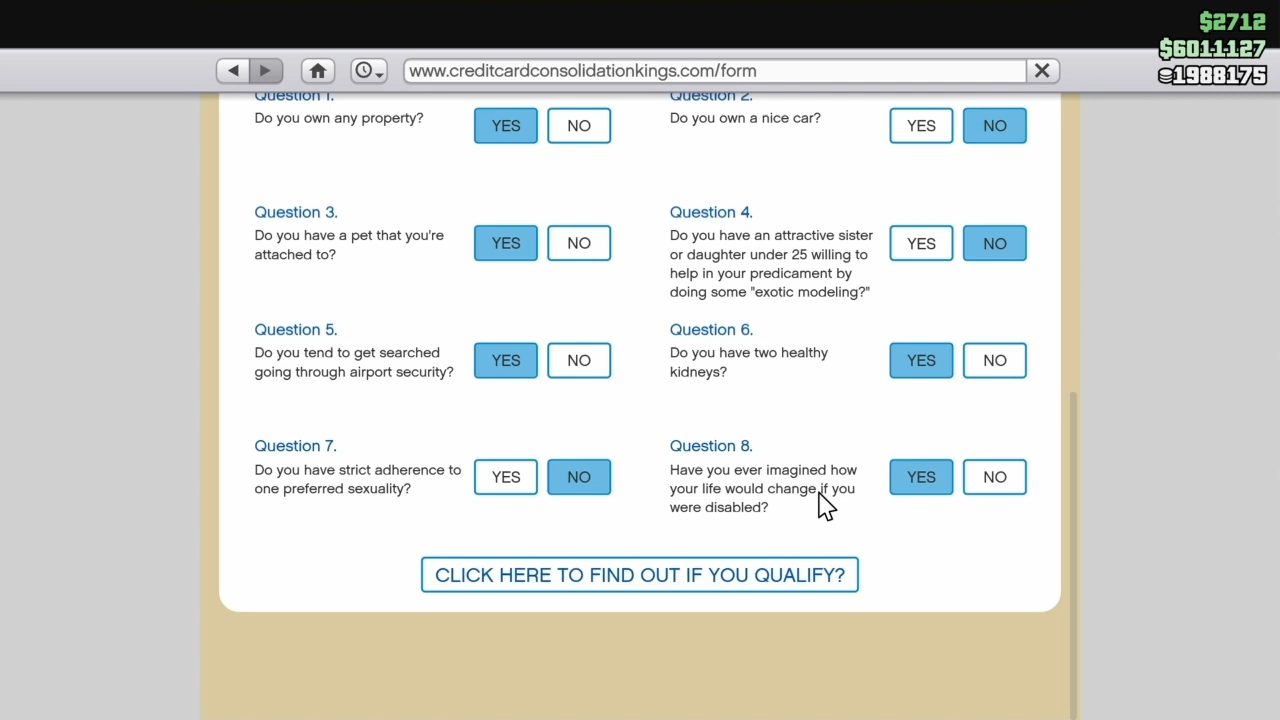 $2712
$6011127
1988175
www.creditcardconsolidationkings.com/form
Question 1.
Do you own any property?
YES
NO
Question 2.
Do you own a nice car?
YES
NO
Question 3.
Do you have a pet that you're
attached to?
YES
NO
Question 4.
Do you have an attractive sister
or daughter under 25 willing to
help in your predicament by
doing some "exotic modeling?"
YES
NO
Question 5.
Do you tend to get searched
going through airport security?
YES
NO
Question 6.
Do you have two healthy
kidneys?
YES
NO
Question 7.
Do you have strict adherence to
one preferred sexuality?
YES
NO
Question 8.
Have you ever imagined how
your life would change if you
were disabled?
YES
NO
CLICK HERE TO FIND OUT IF YOU QUALIFY?